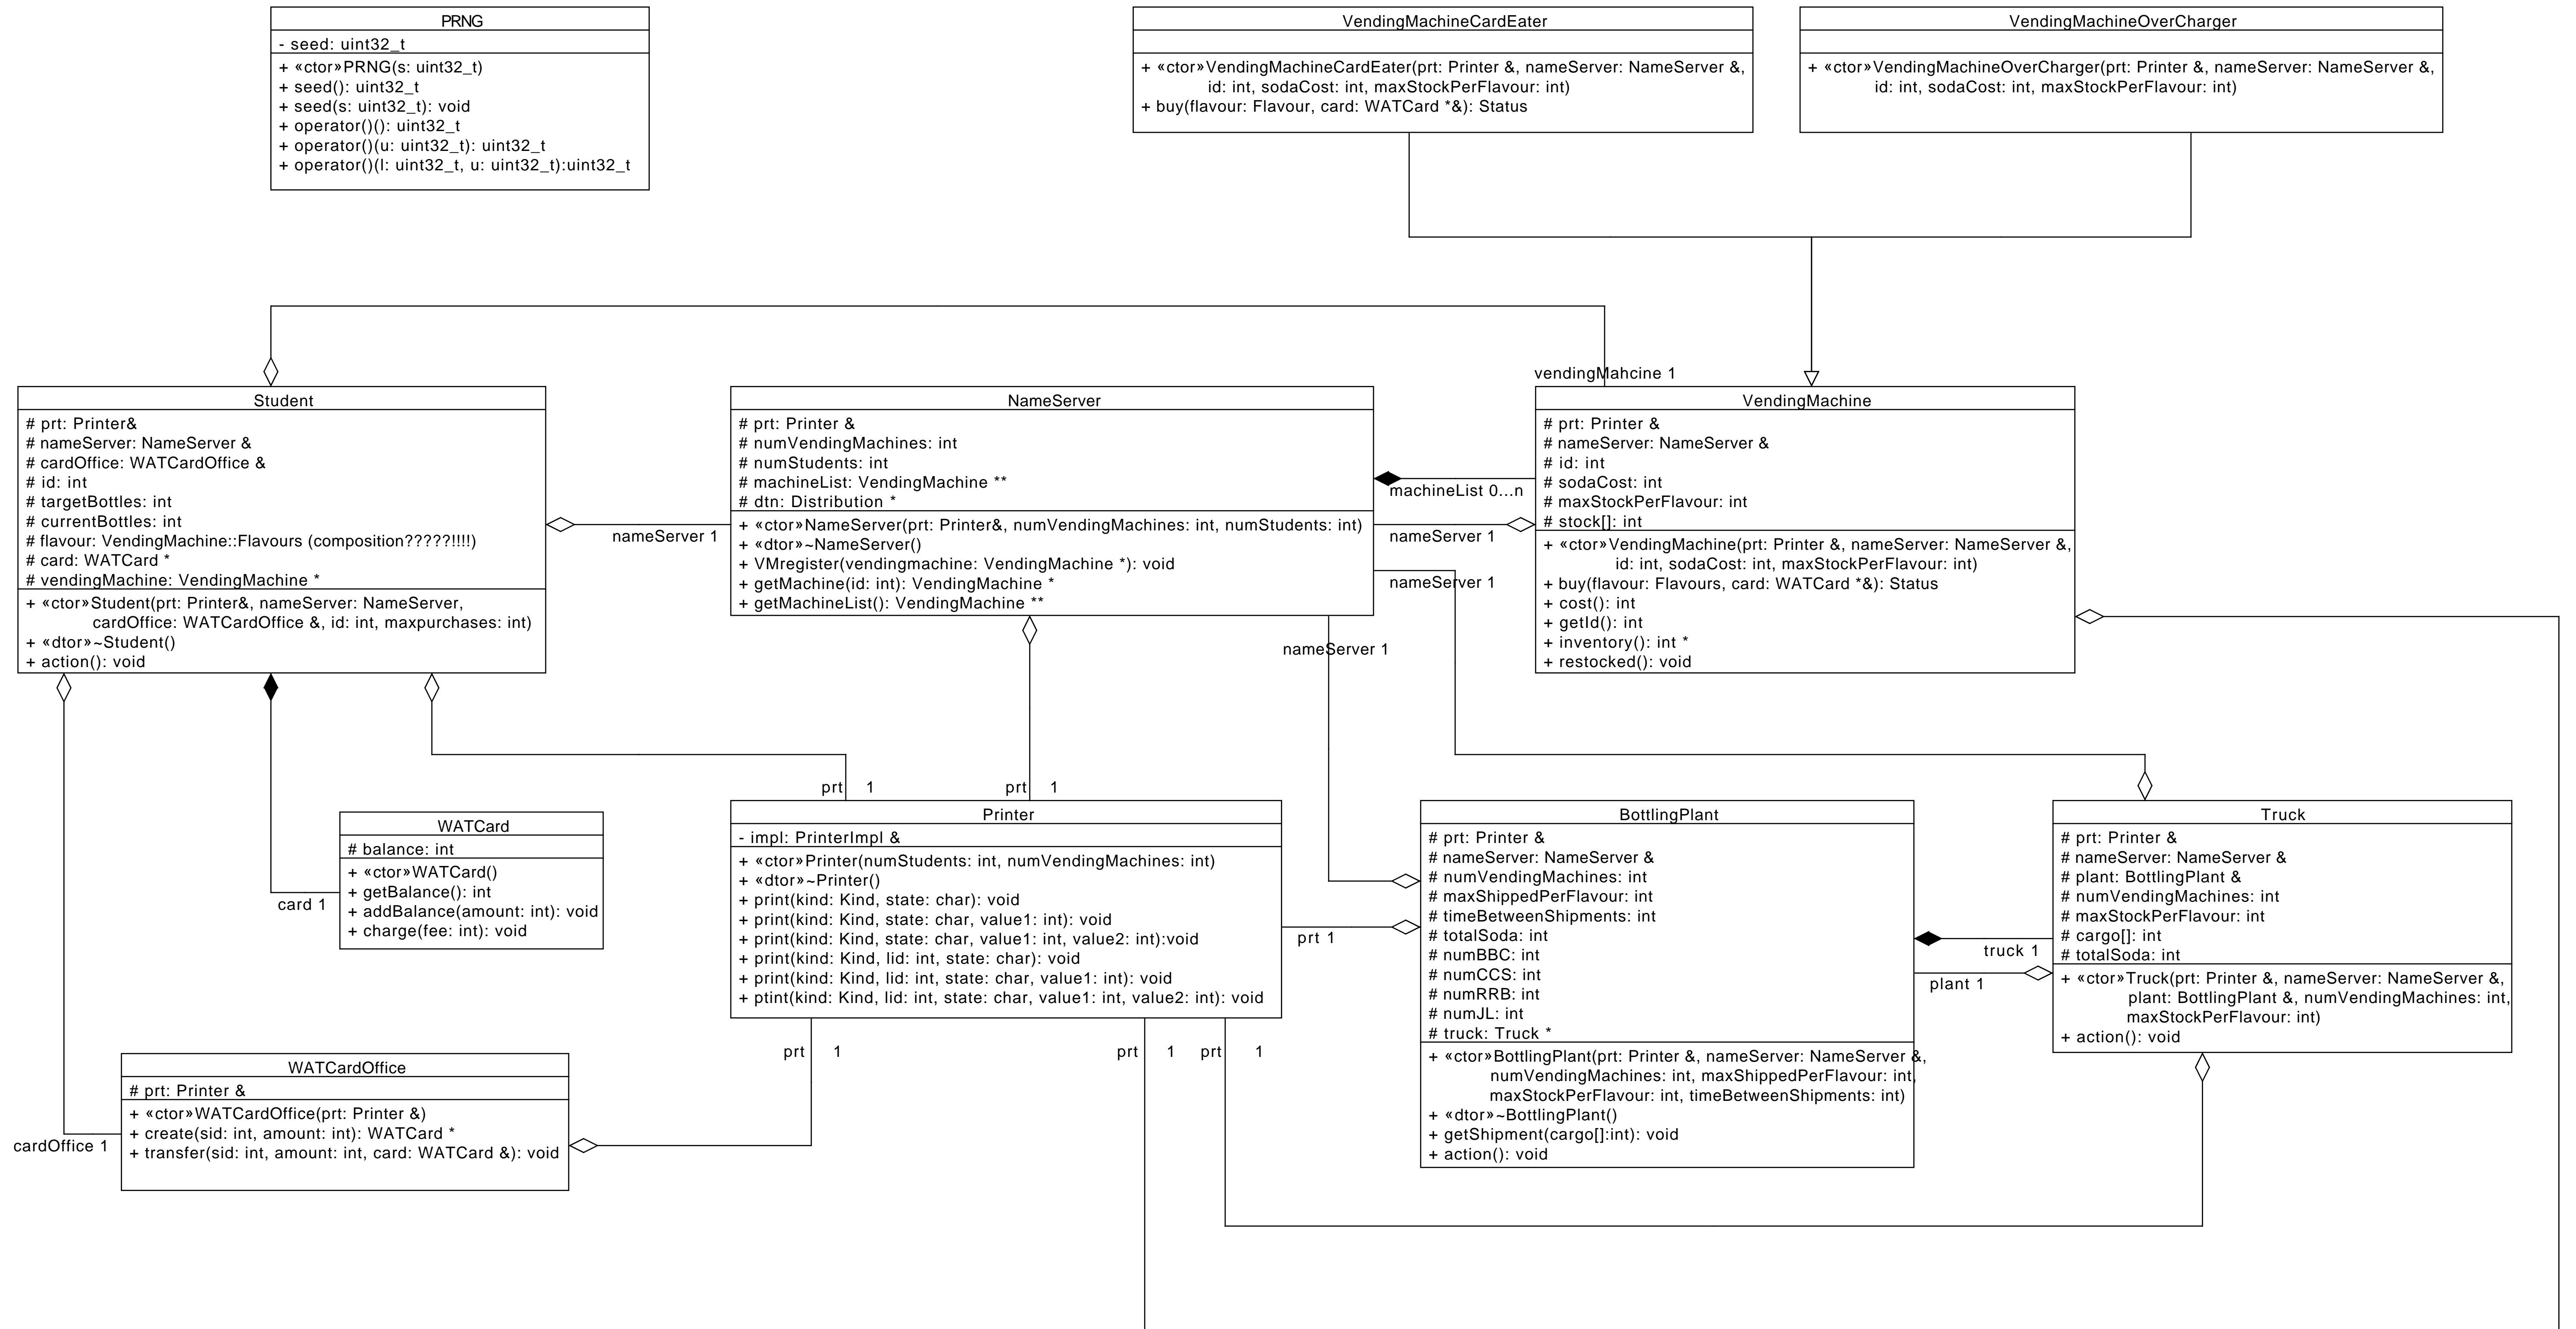 PRNG
- seed: uint32_t
+ «ctor»PRNG(s: uint32_t)
+ seed(): uint32_t
+ seed(s: uint32_t): void
+ operator()(): uint32_t
+ operator()(u: uint32_t): uint32_t
+ operator()(l: uint32_t, u: uint32_t):uint32_t
VendingMachineCardEater
+ «ctor»VendingMachineCardEater(prt: Printer &, nameServer: NameServer &,
id: int, sodaCost: int, maxStockPerFlavour: int)
+ buy(flavour: Flavour, card: WATCard *&): Status
VendingMachineOverCharger
+ «ctor»VendingMachineOverCharger(prt: Printer &, nameServer: NameServer &,
id: int, sodaCost: int, maxStockPerFlavour: int)
vendingMahcine 1
Student
# prt: Printer&
# nameServer: NameServer &
# cardOffice: WATCardOffice &
# id: int
# targetBottles: int
# currentBottles: int
# flavour: VendingMachine::Flavours (composition?????!!!!)
# card: WATCard *
# vendingMachine: VendingMachine *
+ «ctor»Student(prt: Printer&, nameServer: NameServer,
cardOffice: WATCardOffice &, id: int, maxpurchases: int)
+ «dtor»~Student()
+ action(): void
nameServer 1
NameServer
# prt: Printer &
# numVendingMachines: int
# numStudents: int
# machineList: VendingMachine **
# dtn: Distribution *
+ «ctor»NameServer(prt: Printer&, numVendingMachines: int, numStudents: int)
+ «dtor»~NameServer()
+ VMregister(vendingmachine: VendingMachine *): void
+ getMachine(id: int): VendingMachine *
+ getMachineList(): VendingMachine **
machineList 0...n
nameServer 1
nameServer 1
nameServer 1
VendingMachine
# prt: Printer &
# nameServer: NameServer &
# id: int
# sodaCost: int
# maxStockPerFlavour: int
# stock[]: int
+ «ctor»VendingMachine(prt: Printer &, nameServer: NameServer &,
id: int, sodaCost: int, maxStockPerFlavour: int)
+ buy(flavour: Flavours, card: WATCard *&): Status
+ cost(): int
+ getId(): int
+ inventory(): int *
+ restocked(): void
prt 1
prt 1
WATCard
# balance: int
+ «ctor»WATCard()
+ getBalance(): int
+ addBalance(amount: int): void
+ charge(fee: int): void
card 1
Printer
- impl: PrinterImpl &
+ «ctor»Printer(numStudents: int, numVendingMachines: int)
+ «dtor»~Printer()
+ print(kind: Kind, state: char): void
+ print(kind: Kind, state: char, value1: int): void
+ print(kind: Kind, state: char, value1: int, value2: int):void
+ print(kind: Kind, lid: int, state: char): void
+ print(kind: Kind, lid: int, state: char, value1: int): void
+ ptint(kind: Kind, lid: int, state: char, value1: int, value2: int): void
prt 1
BottlingPlant
# prt: Printer &
# nameServer: NameServer &
# numVendingMachines: int
# maxShippedPerFlavour: int
# timeBetweenShipments: int
# totalSoda: int
# numBBC: int
# numCCS: int
# numRRB: int
# numJL: int
# truck: Truck *
+ «ctor»BottlingPlant(prt: Printer &, nameServer: NameServer &,
numVendingMachines: int, maxShippedPerFlavour: int,
maxStockPerFlavour: int, timeBetweenShipments: int)
+ «dtor»~BottlingPlant()
+ getShipment(cargo[]:int): void
+ action(): void
truck 1
plant 1
Truck
# prt: Printer &
# nameServer: NameServer &
# plant: BottlingPlant &
# numVendingMachines: int
# maxStockPerFlavour: int
# cargo[]: int
# totalSoda: int
+ «ctor»Truck(prt: Printer &, nameServer: NameServer &,
plant: BottlingPlant &, numVendingMachines: int,
maxStockPerFlavour: int)
+ action(): void
prt 1
prt 1
prt 1
WATCardOffice
# prt: Printer &
+ «ctor»WATCardOffice(prt: Printer &)
+ create(sid: int, amount: int): WATCard *
+ transfer(sid: int, amount: int, card: WATCard &): void
cardOffice 1